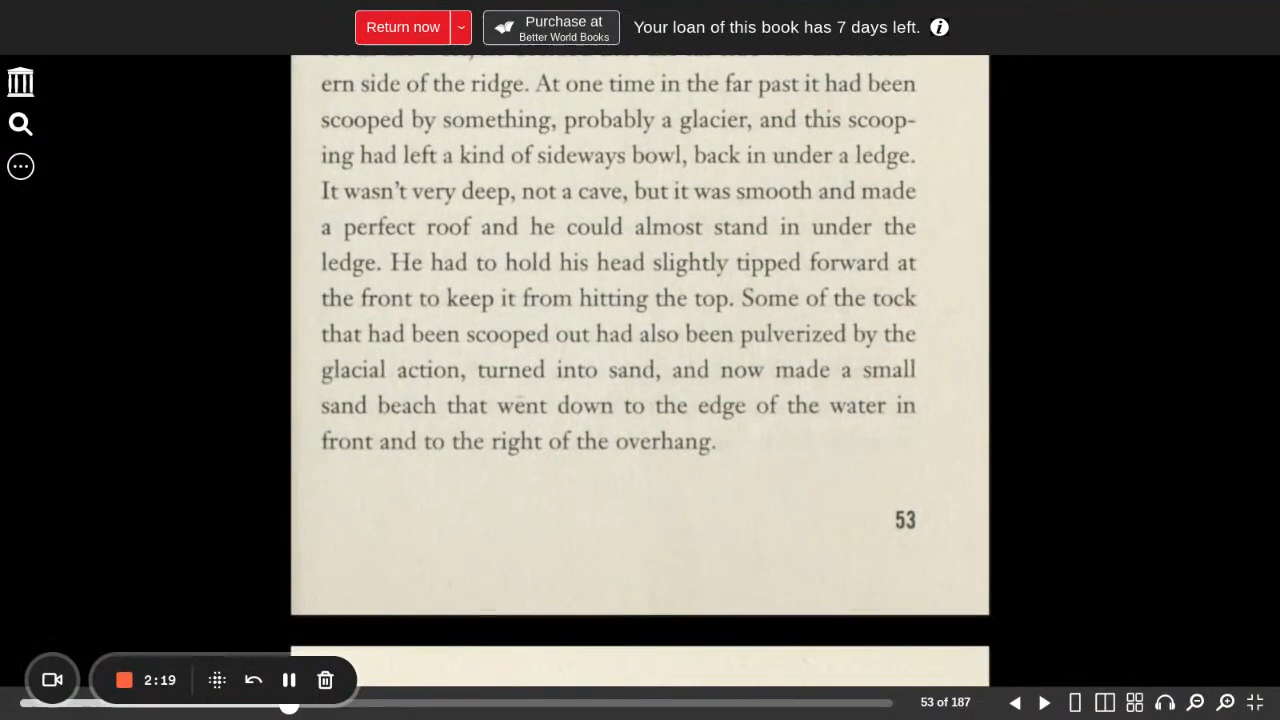 Return now
Purchase at
Better World Books
Your loan of this book has 7 days left.
ern side of the ridge. At one time in the far past it had been
scooped by something, probably a glacier, and this scoop-
ing had left a kind of sideways bowl, back in under a ledge.
It wasn't very deep, not a cave, but it was smooth and made
a perfect roof and he could almost stand in under the
ledge. He had to hold his head slightly tipped forward at
the front to keep it from hitting the top. Some of the tock
that had been scooped out had also been pulverized by the
glacial action, turned into sand, and now made a small
sand beach that went down to the edge of the water in
front and to the right of the overhang.
53
2:19
53 of 187